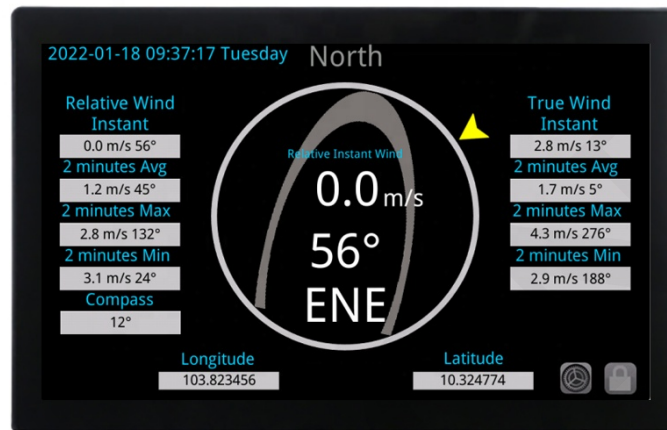 2022-01-18 09:37:17 Tuesday
North
Relative Wind
Instant
0.0 m/s 56°
2 minutes Avg
1.2 m/s 45°
2 minutes Max
2.8 m/s 132°
2 minutes Min
3.1 m/s 24°
Compass
12°
Relative Instant Wind
0.0 m/s
56°
ENE
True Wind
Instant
2.8 m/s 13°
2 minutes Avg
1.7 m/s 5°
2 minutes Max
4.3 m/s 276°
2 minutes Min
2.9 m/s 188°
Longitude
103.823456
Latitude
10.324774